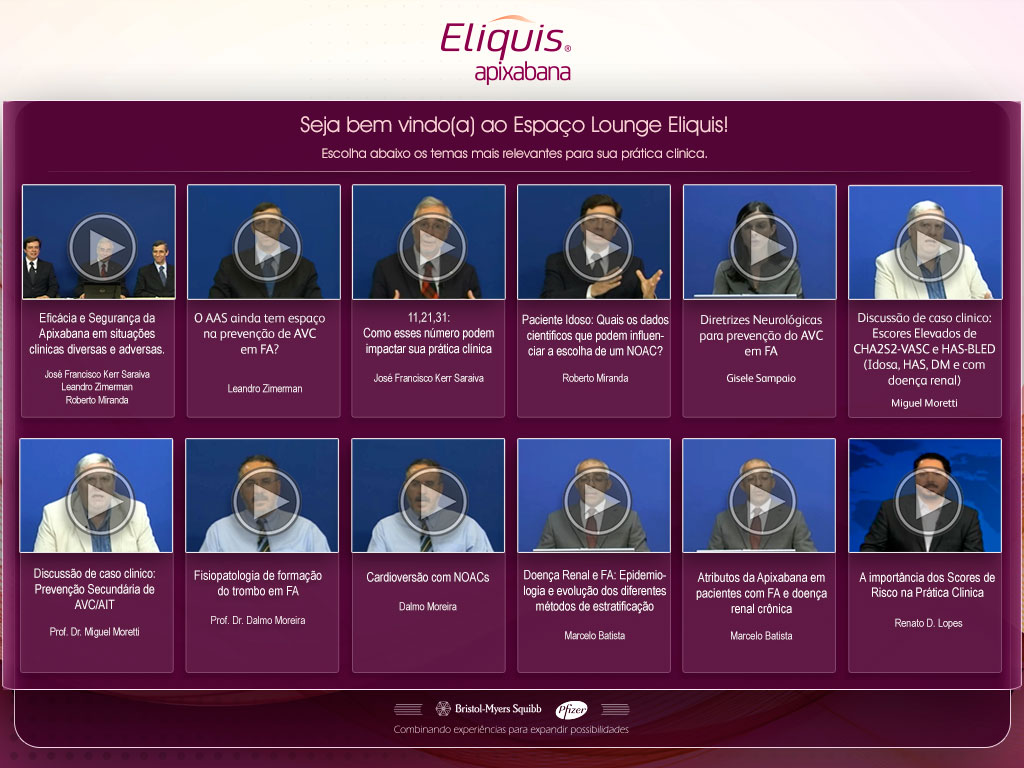 Eliquis®
apixabana
Seja bem vindo(a) ao Espaço Lounge Eliquis!
Escolha abaixo os temas mais relevantes para sua prática clinica.
Eficácia e Segurança da
Apixabana em situações
clinicas diversas e adversas.
José Francisco Kerr Saraiva
Leandro Zimerman
Roberto Miranda
O AAS ainda tem espaço
na prevenção de AVC
em FA?
Leandro Zimerman
11,21,31:
Como esses número podem
impactar sua prática clínica
José Francisco Kerr Saraiva
Paciente Idoso: Quais os dados
científicos que podem influen-
ciar a escolha de um NOAC?
Roberto Miranda
Diretrizes Neurológicas
para prevenção do AVC
em FA
Gisele Sampaio
Discussão de caso clinico:
Escores Elevados de
CHA2S2-VASC e HAS-BLED
(Idosa, HAS, DM e com
doença renal)
Miguel Moretti
Discussão de caso clinico:
Prevenção Secundária de
AVC/AIT
Prof. Dr. Miguel Moretti
Fisiopatologia de formação
do trombo em FA
Prof. Dr. Dalmo Moreira
Cardioversão com NOACs
Dalmo Moreira
Doença Renal e FA: Epidemio-
logia e evolução dos diferentes
métodos de estratificação
Marcelo Batista
Atributos da Apixabana em
pacientes com FA e doença
renal crônica
Marcelo Batista
A importância dos Scores de
Risco na Prática Clinica
Renato D. Lopes
Bristol-Myers Squibb Pfizer
Combinando experiências para expandir possibilidades